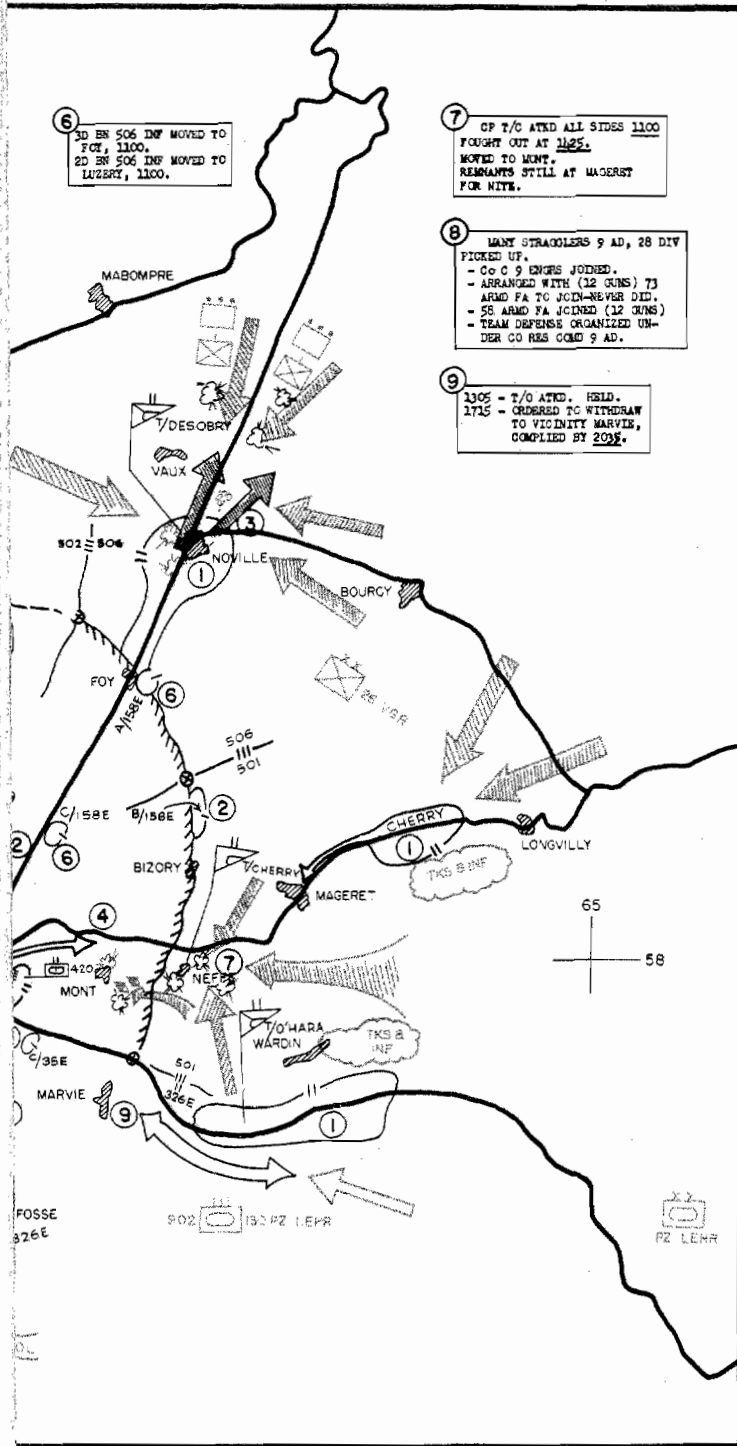 6
3D BN 506 INF MOVED TO
FOY, 1100.
2D BN 506 INF MOVED TO
LUZERY, 1100.
7
CP T/C ATKD ALL SIDES 1100
FOUGHT OUT AT 1425.
MOVED TO MONT.
REMNANTS STILL AT MAGERET
FOR NITE.
8
MANY STRAGGLERS 9 AD, 28 DIV
PICKED UP.
- Co C 9 ENGRS JOINED.
- ARRANGED WITH (12 GUNS) 73
ARMD FA TO JOIN-NEVER DID.
- 58 ARMD FA JOINED (12 GUNS)
- TEAM DEFENSE ORGANIZED UN-
DER CO RES COMD 9 AD.
9
1305 - T/O ATKD. HELD.
1715 - ORDERED TO WITHDRAW
TO VICINITY MARVIE,
COMPLIED BY 2035.
MABOMPRE
T/DESOBRY
VAUX
3
502 506
NOVILLE
1
BOURCY
FOY
6
A/158E
26 VGR
506
501
C/158E
B/158E
2
2
6
CHERRY
1
LONGVILLY
BIZORY
T/CHERRY
MAGERET
TKS & INF
65
58
4
420
MONT
NEFFE
7
T/O'HARA
WARDIN
TKS &
INF
C/35E
501
326E
MARVIE
9
1
FOSSE
326E
902
130 PZ LEHR
XX
PZ LEHR
OL